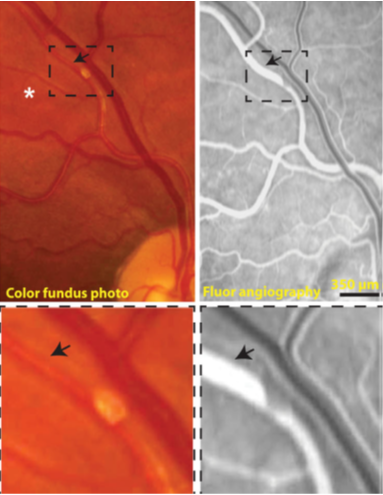 *
Color fundus photo
Fluor angiography
350 µm